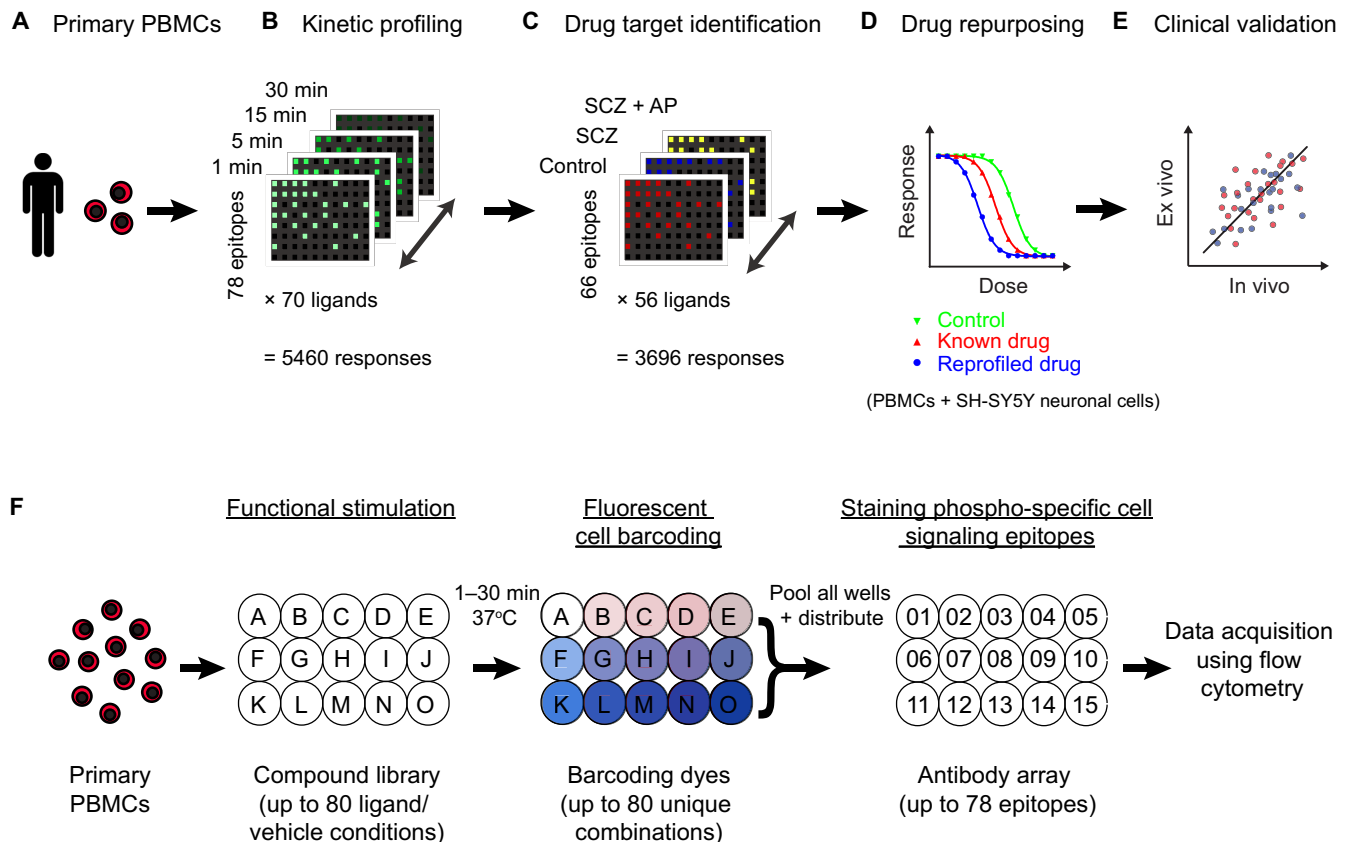 A Primary PBMCs
B Kinetic profiling
C Drug target identification
D Drug repurposing
E Clinical validation
30 min
15 min
5 min
1 min
78 epitopes
× 70 ligands
= 5460 responses
SCZ + AP
SCZ
Control
66 epitopes
× 56 ligands
= 3696 responses
Response
Dose
Control
Known drug
Reprofiled drug
(PBMCs + SH-SY5Y neuronal cells)
Ex vivo
In vivo
F
Functional stimulation
Fluorescent
cell barcoding
Staining phospho-specific cell
signaling epitopes
A B C D E
F G H I J
K L M N O
1–30 min
37°C
A B C D E
F G H I J
K L M N O
Pool all wells
+ distribute
01 02 03 04 05
06 07 08 09 10
11 12 13 14 15
Data acquisition
using flow
cytometry
Primary
PBMCs
Compound library
(up to 80 ligand/
vehicle conditions)
Barcoding dyes
(up to 80 unique
combinations)
Antibody array
(up to 78 epitopes)